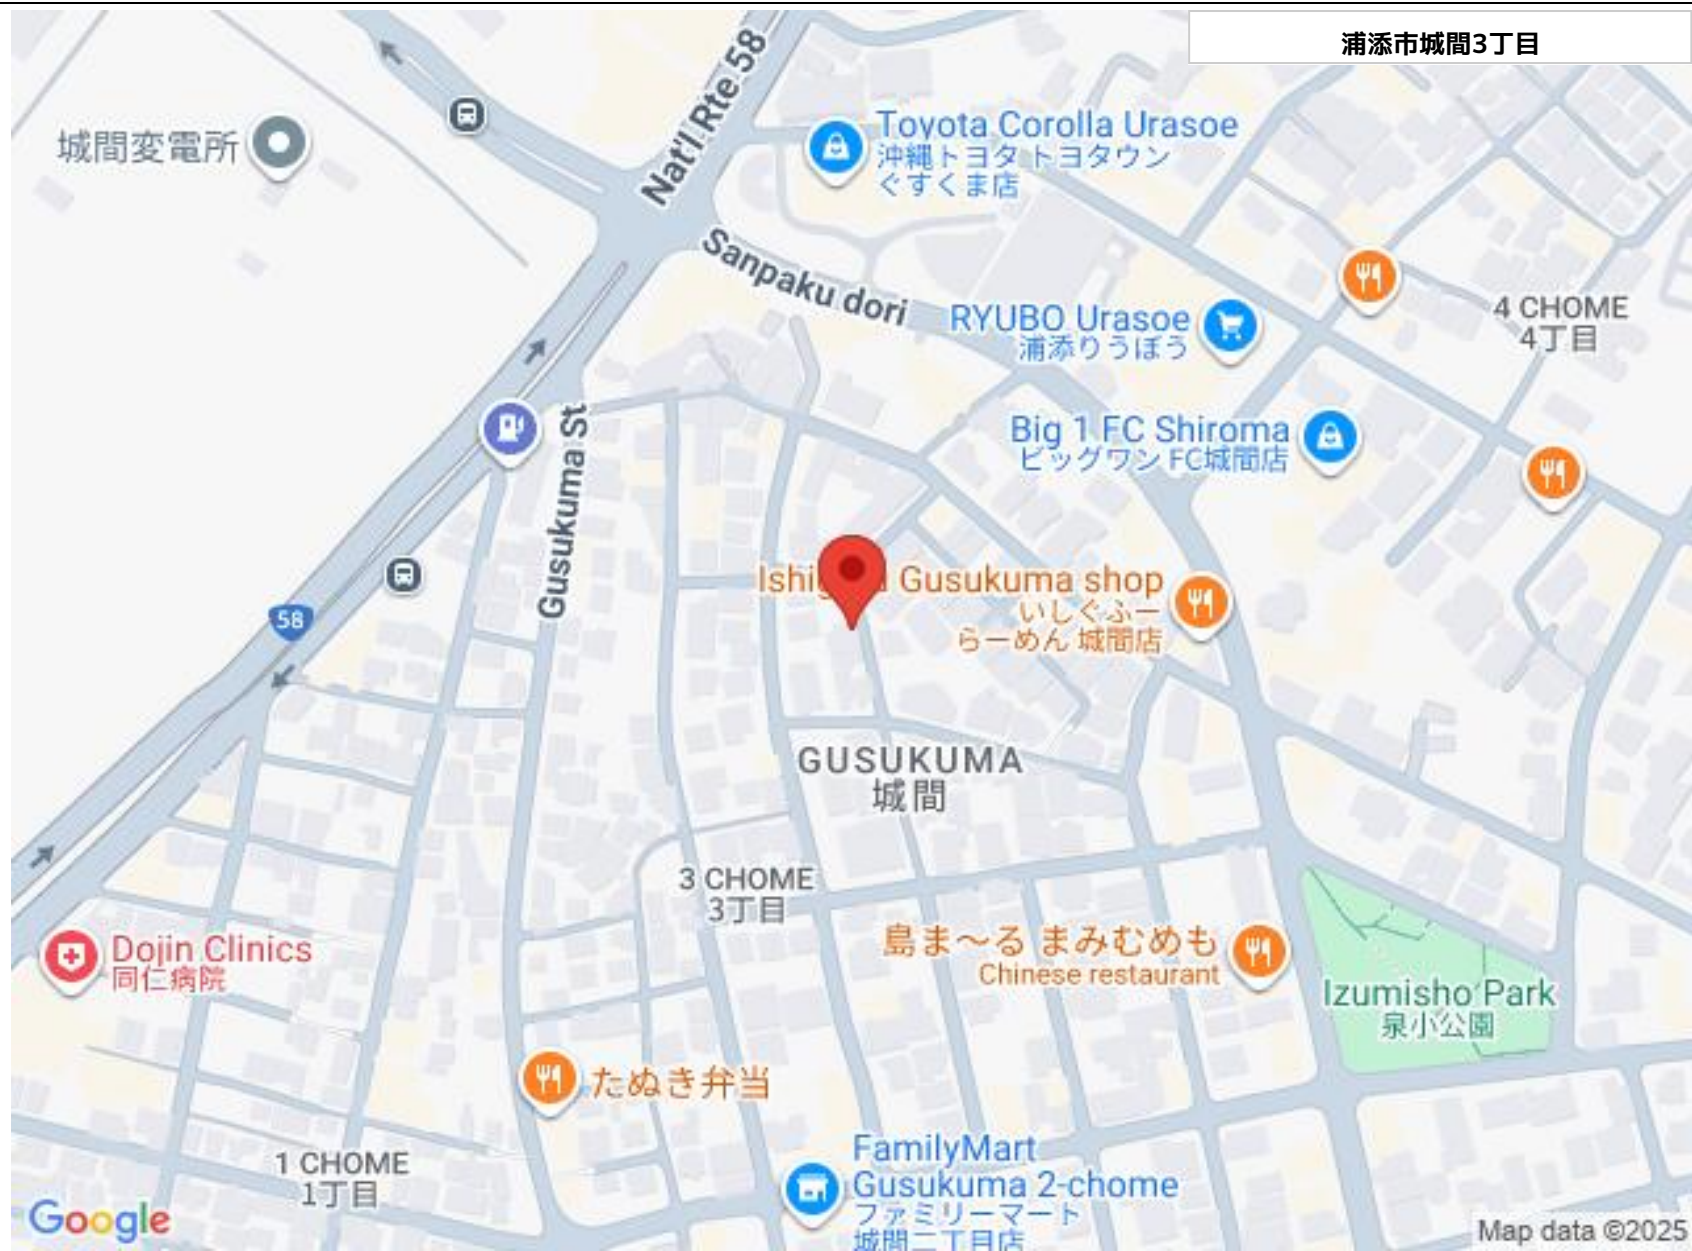 浦添市城間3丁目
Nat'l Rte 58
Toyota Corolla Urasoe
沖縄トヨタトヨタウン
ぐすくま店
城間変電所
Sanpaku dori
RYUBO Urasoe
浦添りうぼう
4 CHOME
4丁目
Big 1 FC Shiroma
ビッグワン FC城間店
Gusukuma St
Gusukuma shop
いしぐふー
らーめん 城間店
58
GUSUKUMA
城間
3 CHOME
3丁目
Dojin Clinics
同仁病院
島ま〜る まみむめも
Chinese restaurant
Izumisho Park
泉小公園
たぬき弁当
1 CHOME
1丁目
FamilyMart
Gusukuma 2-chome
ファミリーマート
城間二丁目店
Google
Map data ©2025